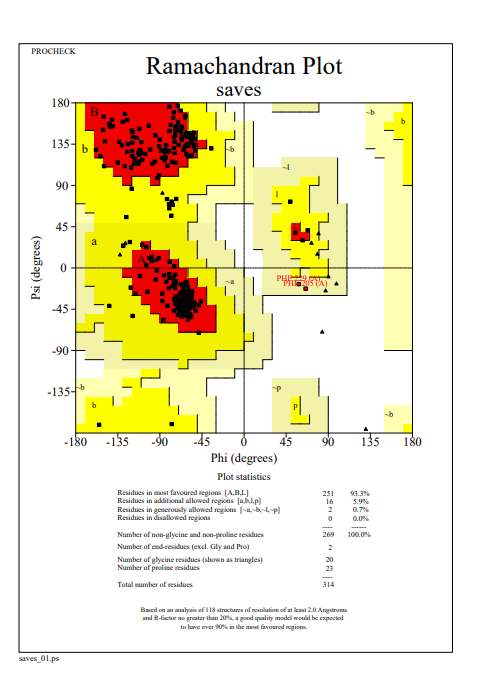 PROCHECK
Ramachandran Plot
saves
B
~b
b
b
~b
~l
l
a
A
~a
PHE 205 (A)
~b
b
~p
p
~b
180
135
90
45
0
-45
-90
-135
-180 -135 -90 -45 0 45 90 135 180
Psi (degrees)
Phi (degrees)
Plot statistics
Residues in most favoured regions [A,B,L] 251 93.3%
Residues in additional allowed regions [a,b,l,p] 16 5.9%
Residues in generously allowed regions [~a,~b,~l,~p] 2 0.7%
Residues in disallowed regions 0 0.0%
---- ------
Number of non-glycine and non-proline residues 269 100.0%
Number of end-residues (excl. Gly and Pro) 2
Number of glycine residues (shown as triangles) 20
Number of proline residues 23
----
Total number of residues 314
Based on an analysis of 118 structures of resolution of at least 2.0 Angstroms
and R-factor no greater than 20%, a good quality model would be expected
to have over 90% in the most favoured regions.
saves_01.ps